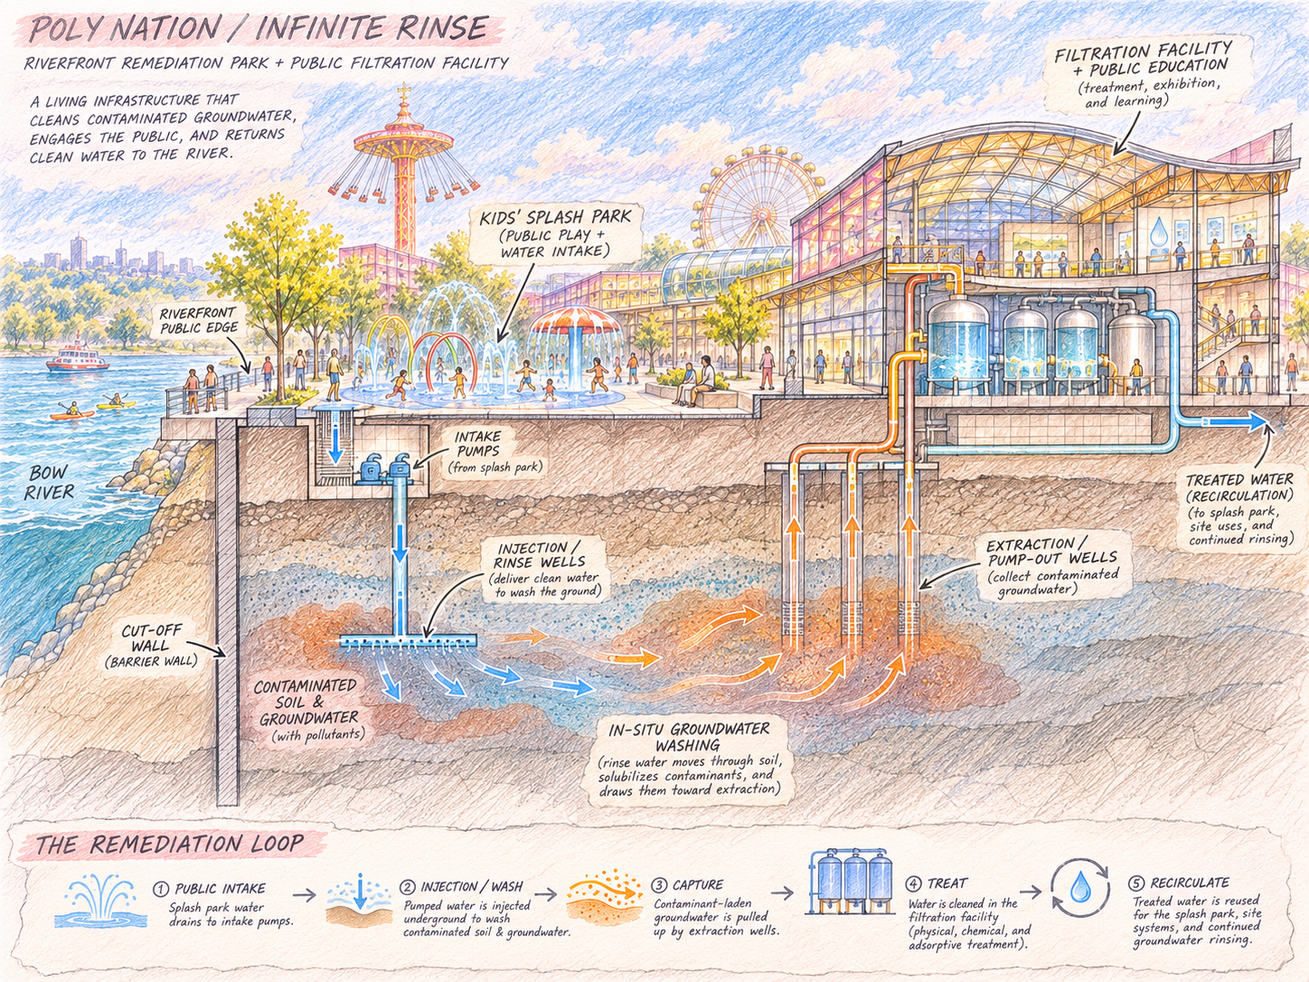 POLY NATION / INFINITE RINSE
RIVERFRONT REMEDIATION PARK + PUBLIC FILTRATION FACILITY
A LIVING INFRASTRUCTURE THAT
CLEANS CONTAMINATED GROUNDWATER,
ENGAGES THE PUBLIC, AND RETURNS
CLEAN WATER TO THE RIVER.
FILTRATION FACILITY
+ PUBLIC EDUCATION
(treatment, exhibition,
and learning)
KIDS' SPLASH PARK
(PUBLIC PLAY +
WATER INTAKE)
RIVERFRONT
PUBLIC EDGE
BOW
RIVER
INTAKE
PUMPS
(from splash park)
TREATED WATER
(RECIRCULATION)
(to splash park,
site uses, and
continued rinsing)
INJECTION /
RINSE WELLS
(deliver clean water
to wash the ground)
EXTRACTION /
PUMP-OUT WELLS
(collect contaminated
groundwater)
CUT-OFF
WALL
(BARRIER WALL)
CONTAMINATED
SOIL &
GROUNDWATER
(with pollutants)
IN-SITU GROUNDWATER
WASHING
(rinse water moves through soil,
solubilizes contaminants, and
draws them toward extraction)
THE REMEDIATION LOOP
1 PUBLIC INTAKE
Splash park water
drains to intake pumps.
2 INJECTION / WASH
Pumped water is injected
underground to wash
contaminated soil & groundwater.
3 CAPTURE
Contaminant-laden
groundwater is pulled
up by extraction wells.
4 TREAT
Water is cleaned in the
filtration facility
(physical, chemical, and
adsorptive treatment).
5 RECIRCULATE
Treated water is reused
for the splash park, site
systems, and continued
groundwater rinsing.